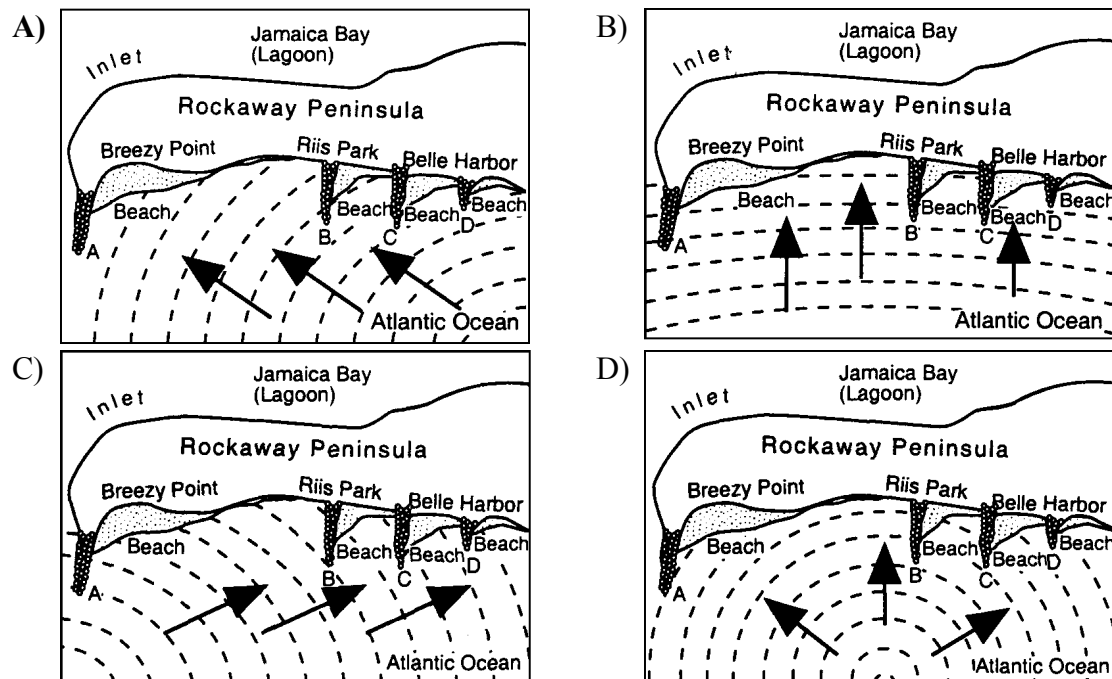 A)
Jamaica Bay
(Lagoon)
Inlet
Rockaway Peninsula
Breezy Point
Riis Park
Belle Harbor
Beach
Beach
Beach
Beach
A
B
C
D
Atlantic Ocean
B)
Jamaica Bay
(Lagoon)
Inlet
Rockaway Peninsula
Breezy Point
Riis Park
Belle Harbor
Beach
Beach
Beach
Beach
A
B
C
D
Atlantic Ocean
C)
Jamaica Bay
(Lagoon)
Inlet
Rockaway Peninsula
Breezy Point
Riis Park
Belle Harbor
Beach
Beach
Beach
Beach
A
B
C
D
Atlantic Ocean
D)
Jamaica Bay
(Lagoon)
Inlet
Rockaway Peninsula
Breezy Point
Riis Park
Belle Harbor
Beach
Beach
Beach
Beach
A
B
C
D
Atlantic Ocean